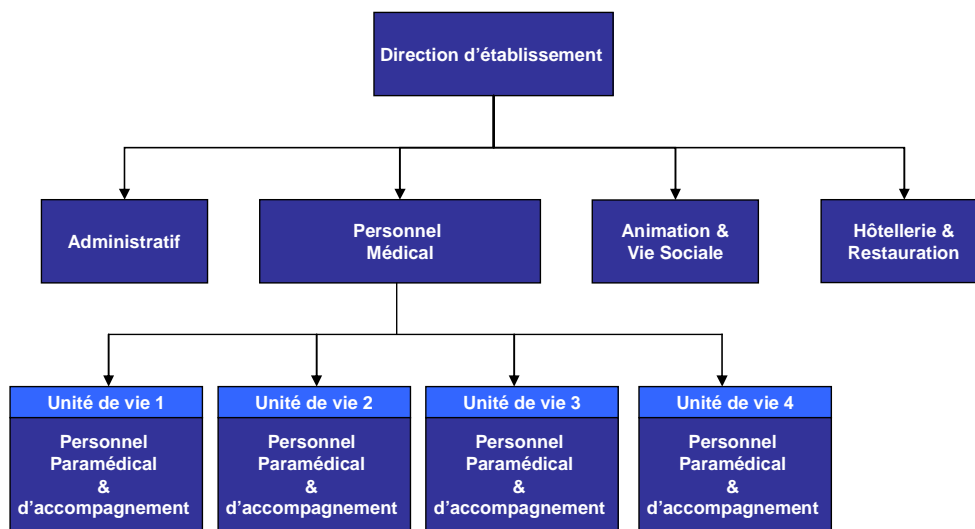 Direction d'établissement
Administratif
Personnel
Médical
Animation &
Vie Sociale
Hôtellerie &
Restauration
Unité de vie 1
Personnel
Paramédical
&
d'accompagnement
Unité de vie 2
Personnel
Paramédical
&
d'accompagnement
Unité de vie 3
Personnel
Paramédical
&
d'accompagnement
Unité de vie 4
Personnel
Paramédical
&
d'accompagnement